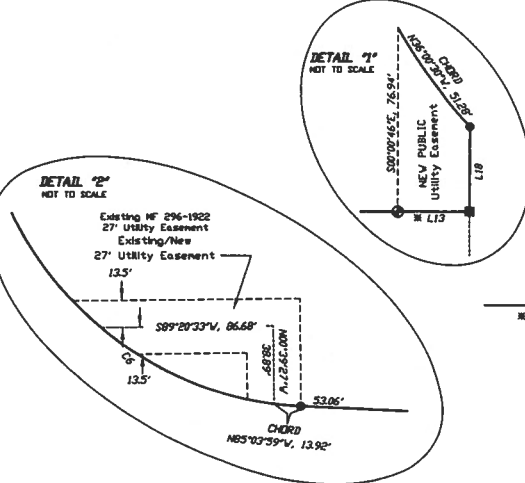 DETAIL "1"
NOT TO SCALE
CHORD
N36°00'30"W, 51.28'
S00°00'46"E, 76.94'
NEW PUBLIC
Utility Easement
L18
※ L13
DETAIL "2"
NOT TO SCALE
Existing MF 296-1922
27' Utility Easement
Existing/New
27' Utility Easement
13.5'
S89°20'33"W, 86.68'
N00°39'27"W
38.89'
C6
13.5'
53.06'
CHORD
N85°03'59"W, 13.92'
※